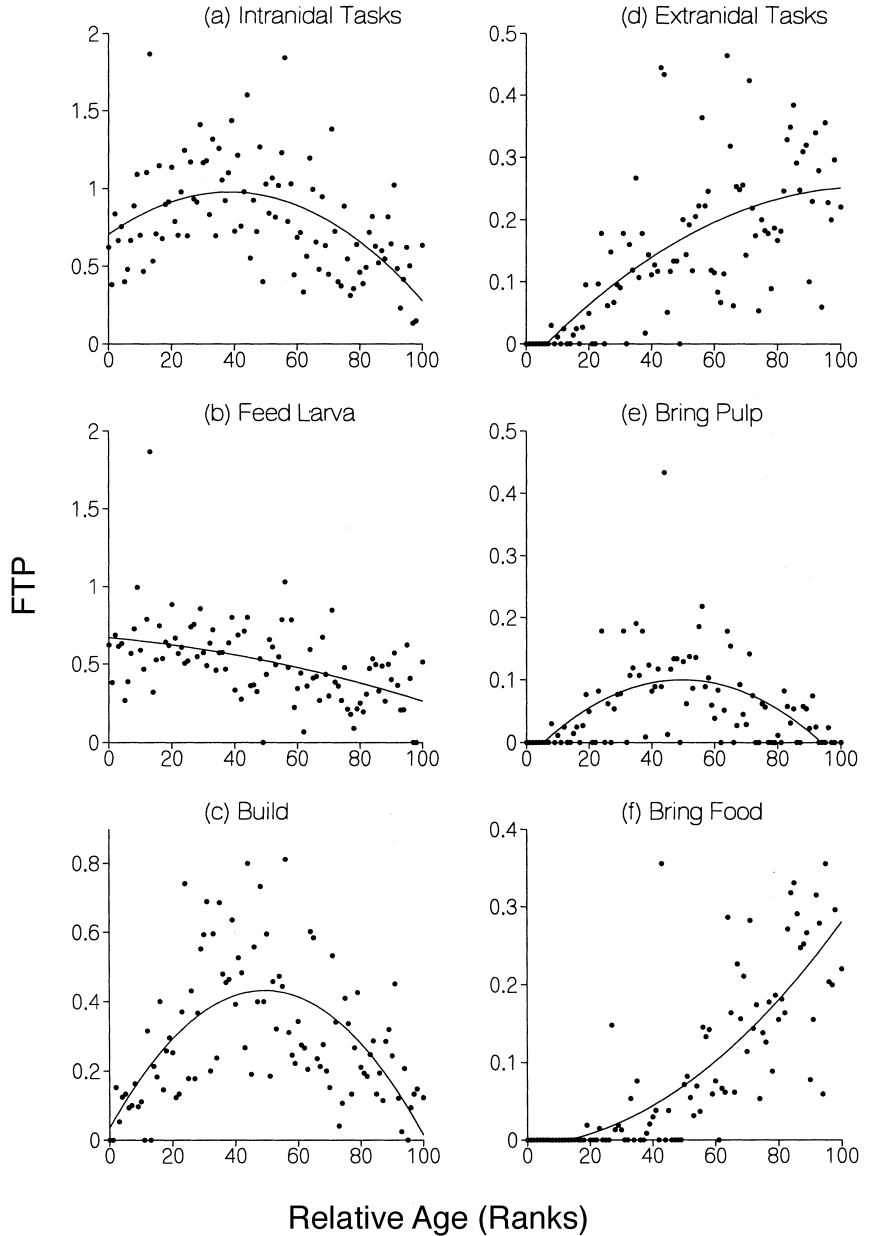 (a) Intranidal Tasks
2
1.5
1
0.5
0
0 20 40 60 80 100
(d) Extranidal Tasks
0.5
0.4
0.3
0.2
0.1
0
0 20 40 60 80 100
(b) Feed Larva
2
1.5
1
0.5
0
0 20 40 60 80 100
(e) Bring Pulp
0.5
0.4
0.3
0.2
0.1
0
0 20 40 60 80 100
FTP
(c) Build
0.8
0.6
0.4
0.2
0
0 20 40 60 80 100
(f) Bring Food
0.4
0.3
0.2
0.1
0
0 20 40 60 80 100
Relative Age (Ranks)